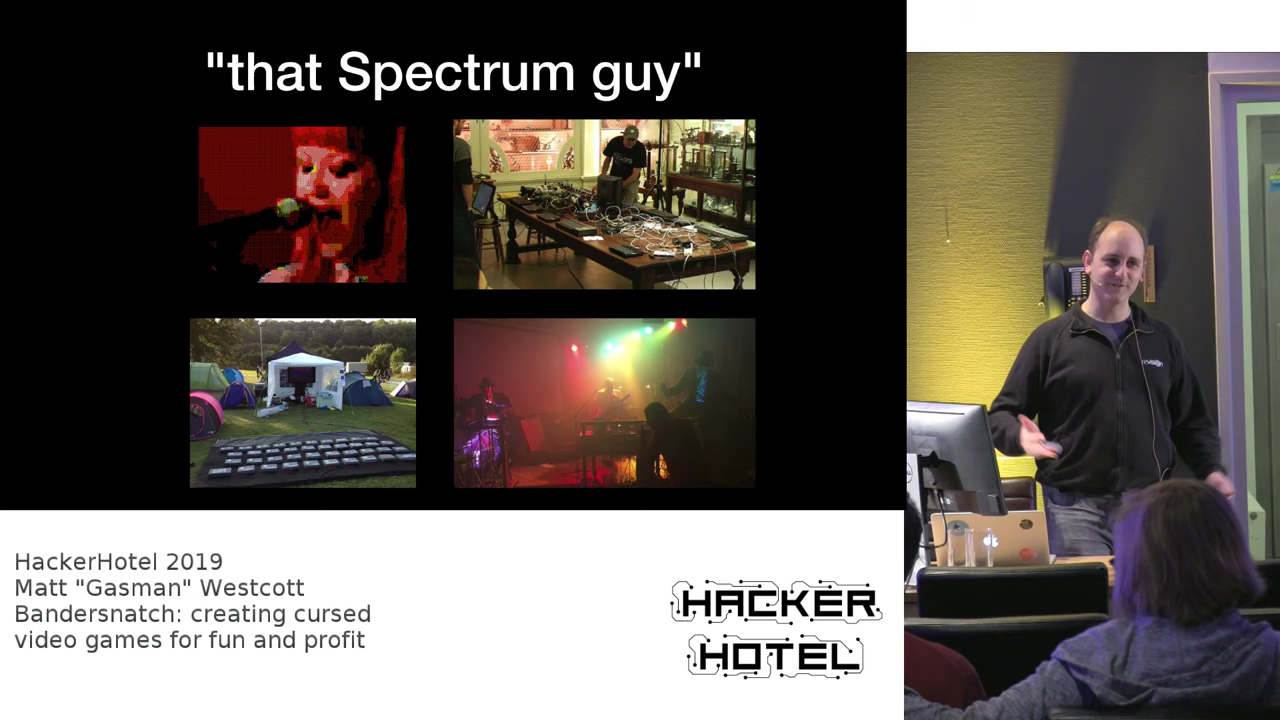 "that Spectrum guy"
HackerHotel 2019
Matt "Gasman" Westcott
Bandersnatch: creating cursed
video games for fun and profit
HACKER
HOTEL